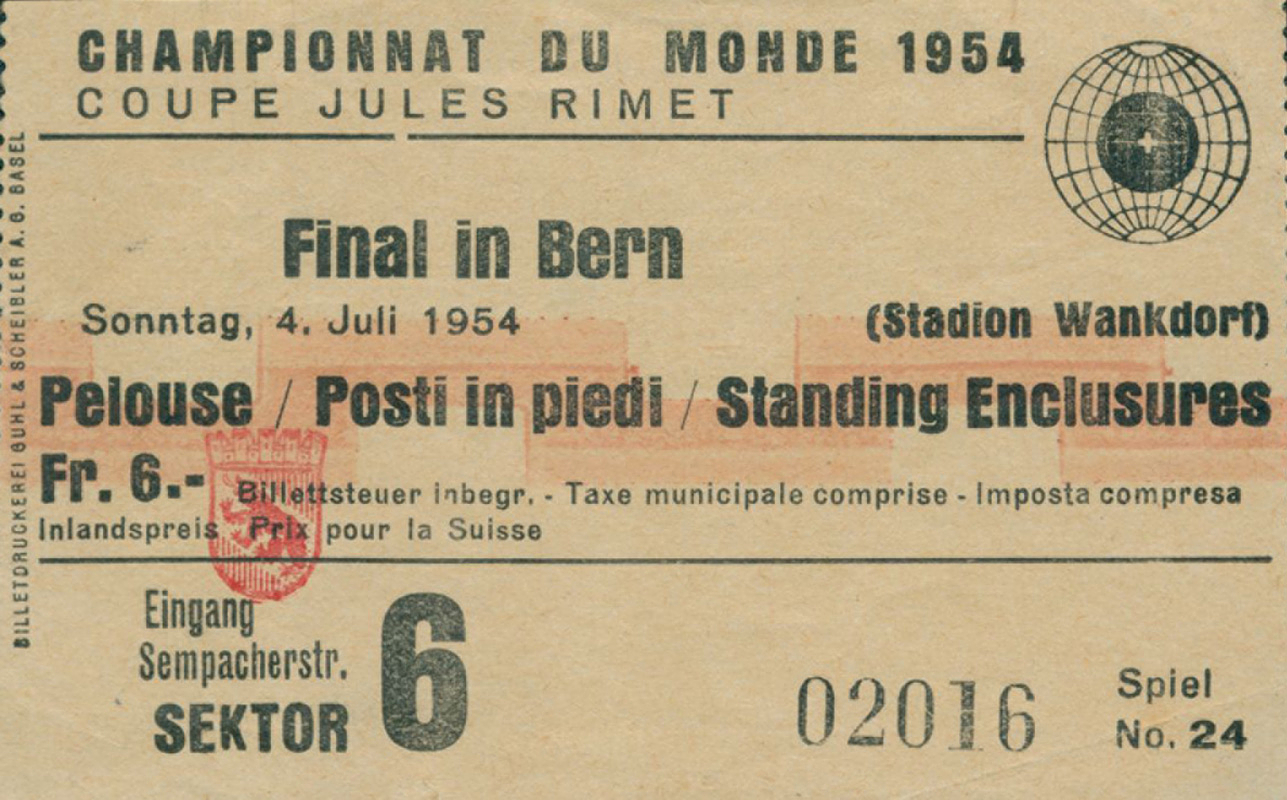 CHAMPIONNAT DU MONDE 1954
COUPE JULES RIMET
Final in Bern
Sonntag, 4. Juli 1954
(Stadion Wankdorf)
Pelouse / Posti in piedi / Standing Enclusures
Fr. 6.- Billettsteuer inbegr. - Taxe municipale comprise - Imposta compresa
Inlandspreis Prix pour la Suisse
Eingang
Sempacherstr.
SEKTOR 6
02016
Spiel
No. 24
BILLETDRUCKEREI GUHL & SCHEIBLER A. G. BASEL